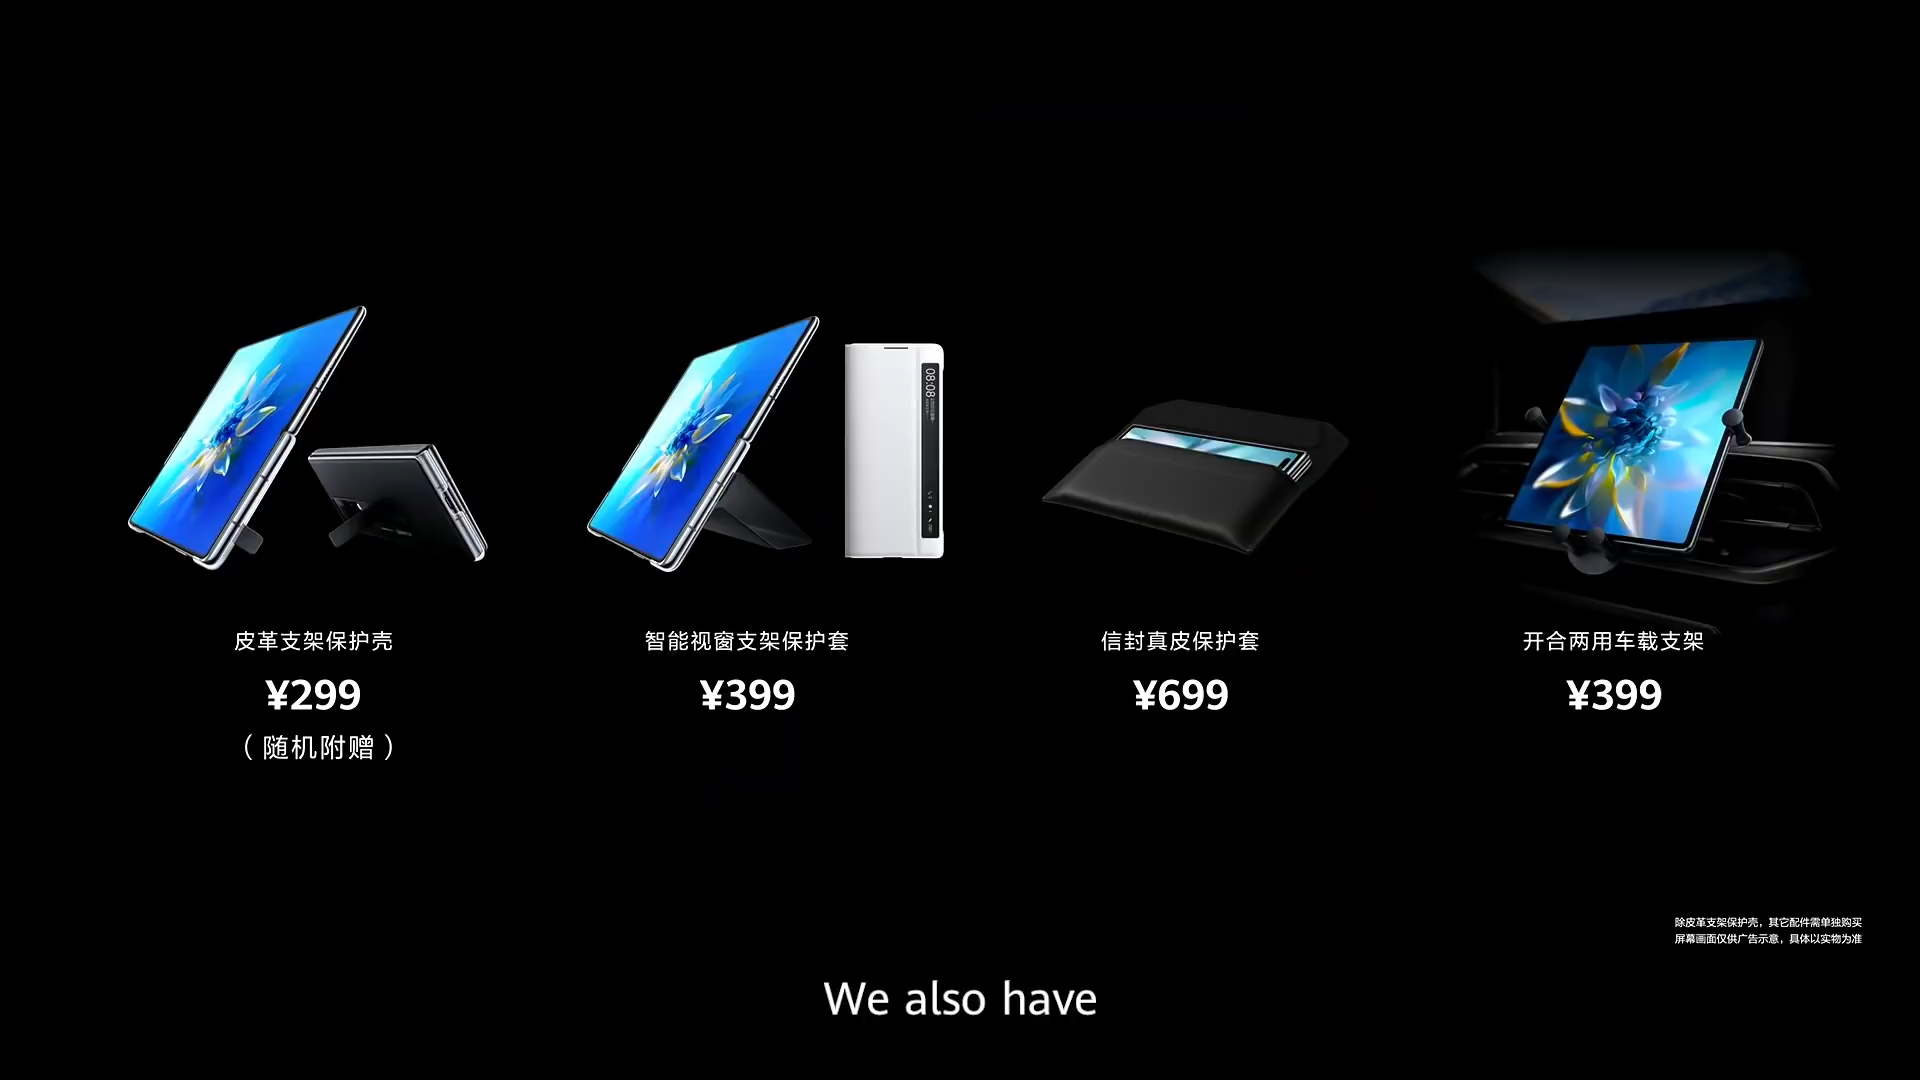 08:08
皮革支架保护壳
¥299
（随机附赠）
智能视窗支架保护套
¥399
信封真皮保护套
¥699
开合两用车载支架
¥399
除皮革支架保护壳，其它配件需单独购买
屏幕画面仅供广告示意，具体以实物为准
We also have